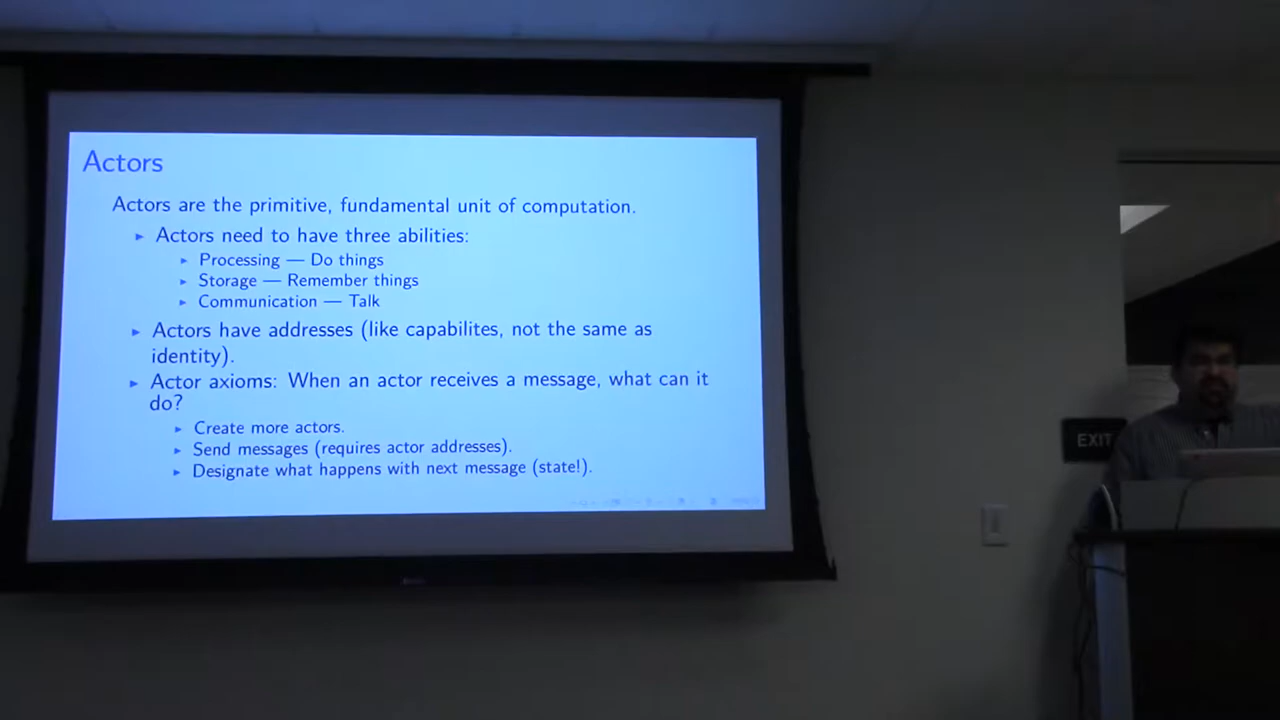 Actors
Actors are the primitive, fundamental unit of computation.
▸ Actors need to have three abilities:
▸ Processing — Do things
▸ Storage — Remember things
▸ Communication — Talk
▸ Actors have addresses (like capabilites, not the same as
identity).
▸ Actor axioms: When an actor receives a message, what can it
do?
▸ Create more actors.
▸ Send messages (requires actor addresses).
▸ Designate what happens with next message (state!).
EXIT